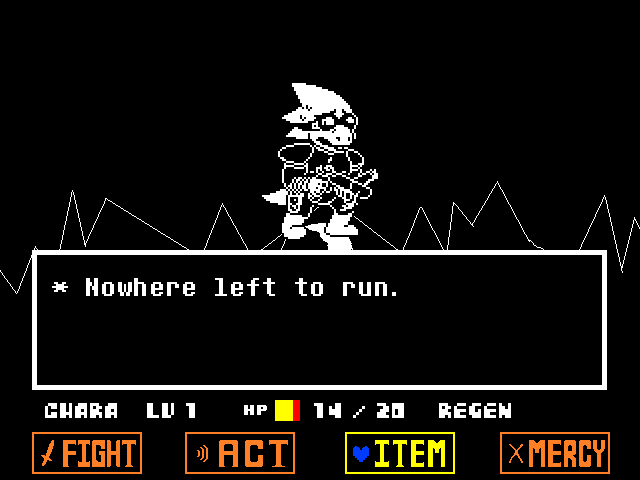 * Nowhere left to run.
CHARA LV 1 HP 14 / 20 REGEN
FIGHT ACT ITEM MERCY